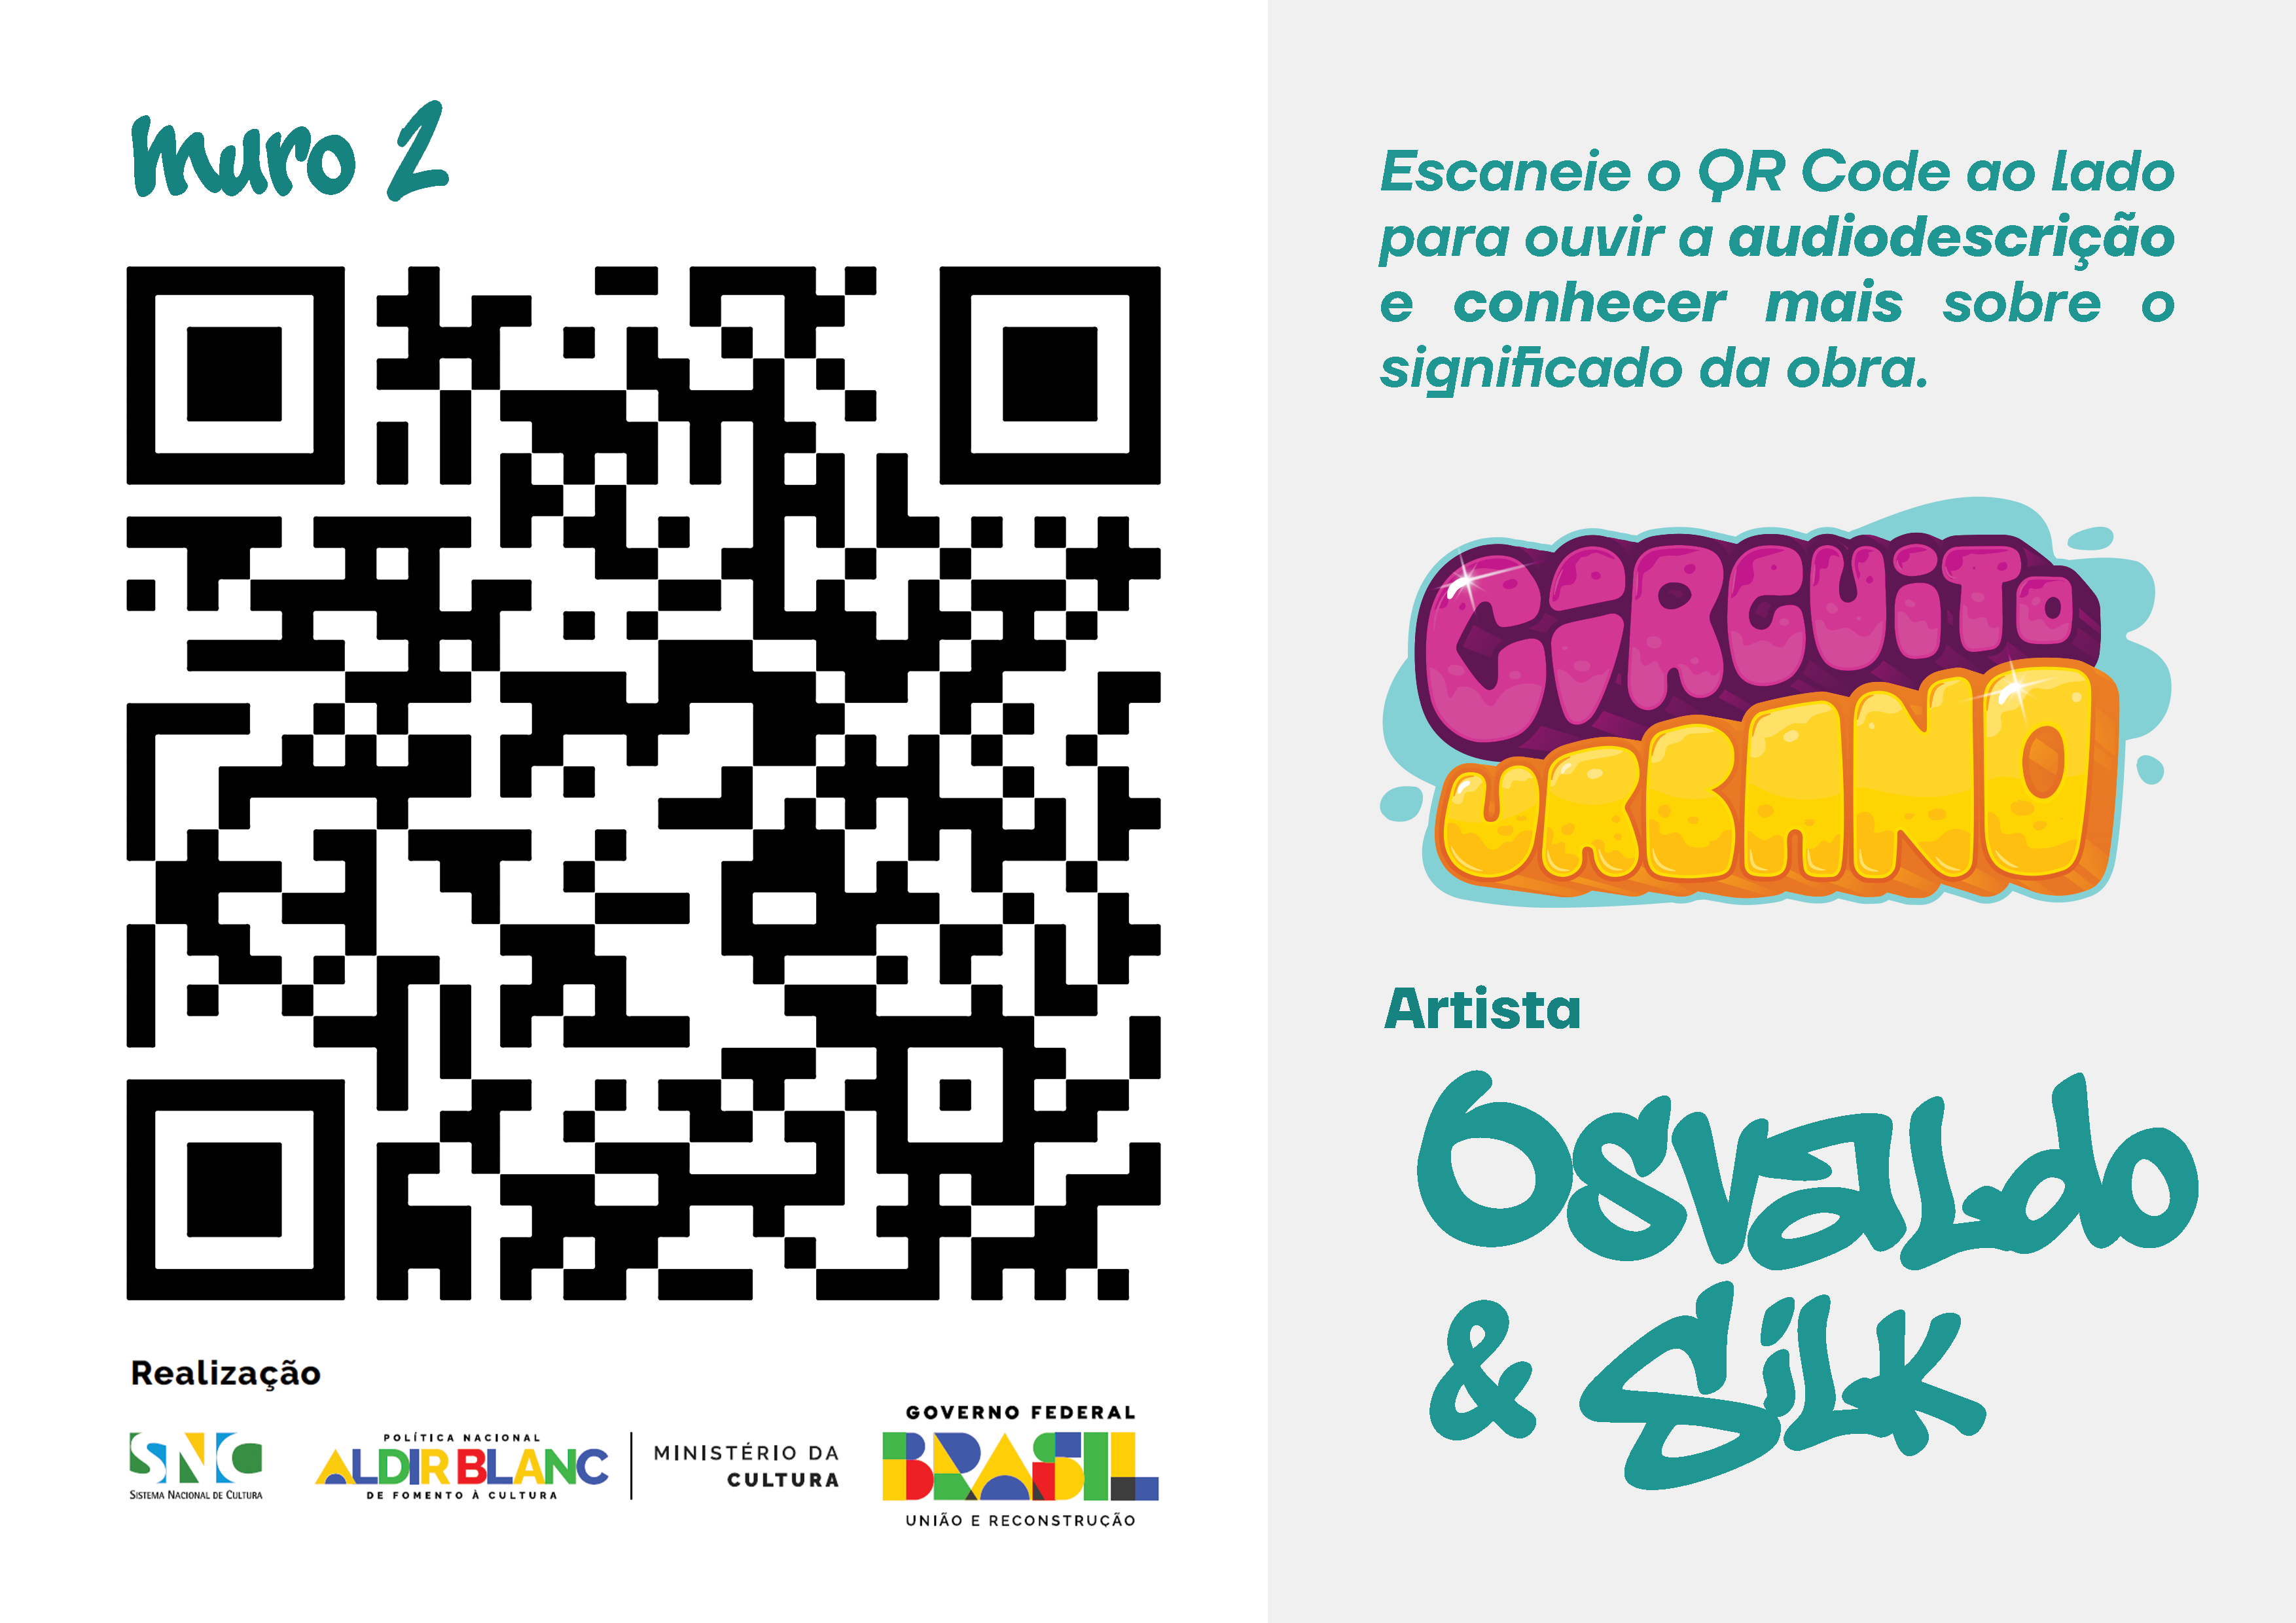 Muro 2
Realização
SNC
SISTEMA NACIONAL DE CULTURA
POLÍTICA NACIONAL
ALDIR BLANC
DE FOMENTO À CULTURA
MINISTÉRIO DA
CULTURA
GOVERNO FEDERAL
BRASIL
UNIÃO E RECONSTRUÇÃO
Escaneie o QR Code ao lado
para ouvir a audiodescrição
e conhecer mais sobre o
significado da obra.
CiRCUiTO
URBANO
Artista
Osvaldo
& Silk